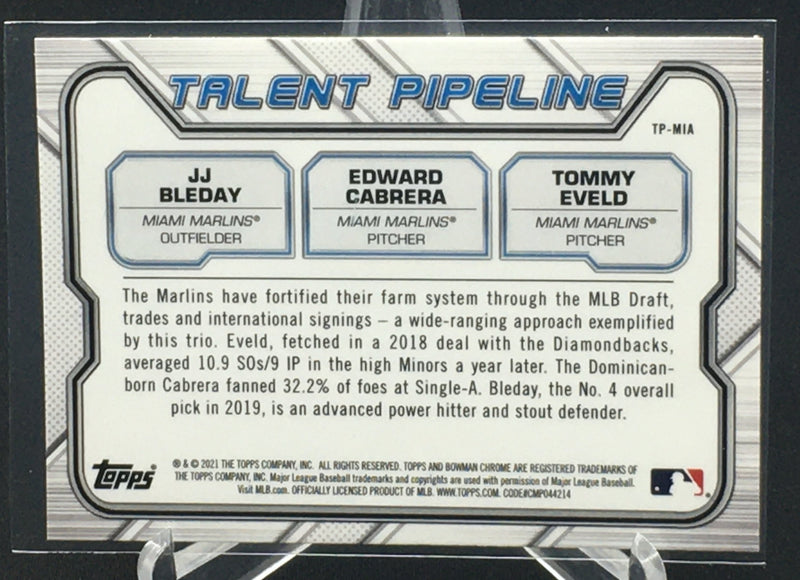 TALENT PIPELINE
TP-MIA
JJ
BLEDAY
MIAMI MARLINS®
OUTFIELDER
EDWARD
CABRERA
MIAMI MARLINS®
PITCHER
TOMMY
EVELD
MIAMI MARLINS®
PITCHER
The Marlins have fortified their farm system through the MLB Draft,
trades and international signings – a wide-ranging approach exemplified
by this trio. Eveld, fetched in a 2018 deal with the Diamondbacks,
averaged 10.9 SOs/9 IP in the high Minors a year later. The Dominican-
born Cabrera fanned 32.2% of foes at Single-A. Bleday, the No. 4 overall
pick in 2019, is an advanced power hitter and stout defender.
topps®
® & © 2021 THE TOPPS COMPANY, INC. ALL RIGHTS RESERVED. TOPPS AND BOWMAN CHROME ARE REGISTERED TRADEMARKS OF
THE TOPPS COMPANY, INC. Major League Baseball trademarks and copyrights are used with permission of Major League Baseball.
Visit MLB.com. OFFICIALLY LICENSED PRODUCT OF MLB. WWW.TOPPS.COM. CODE#CMP044214